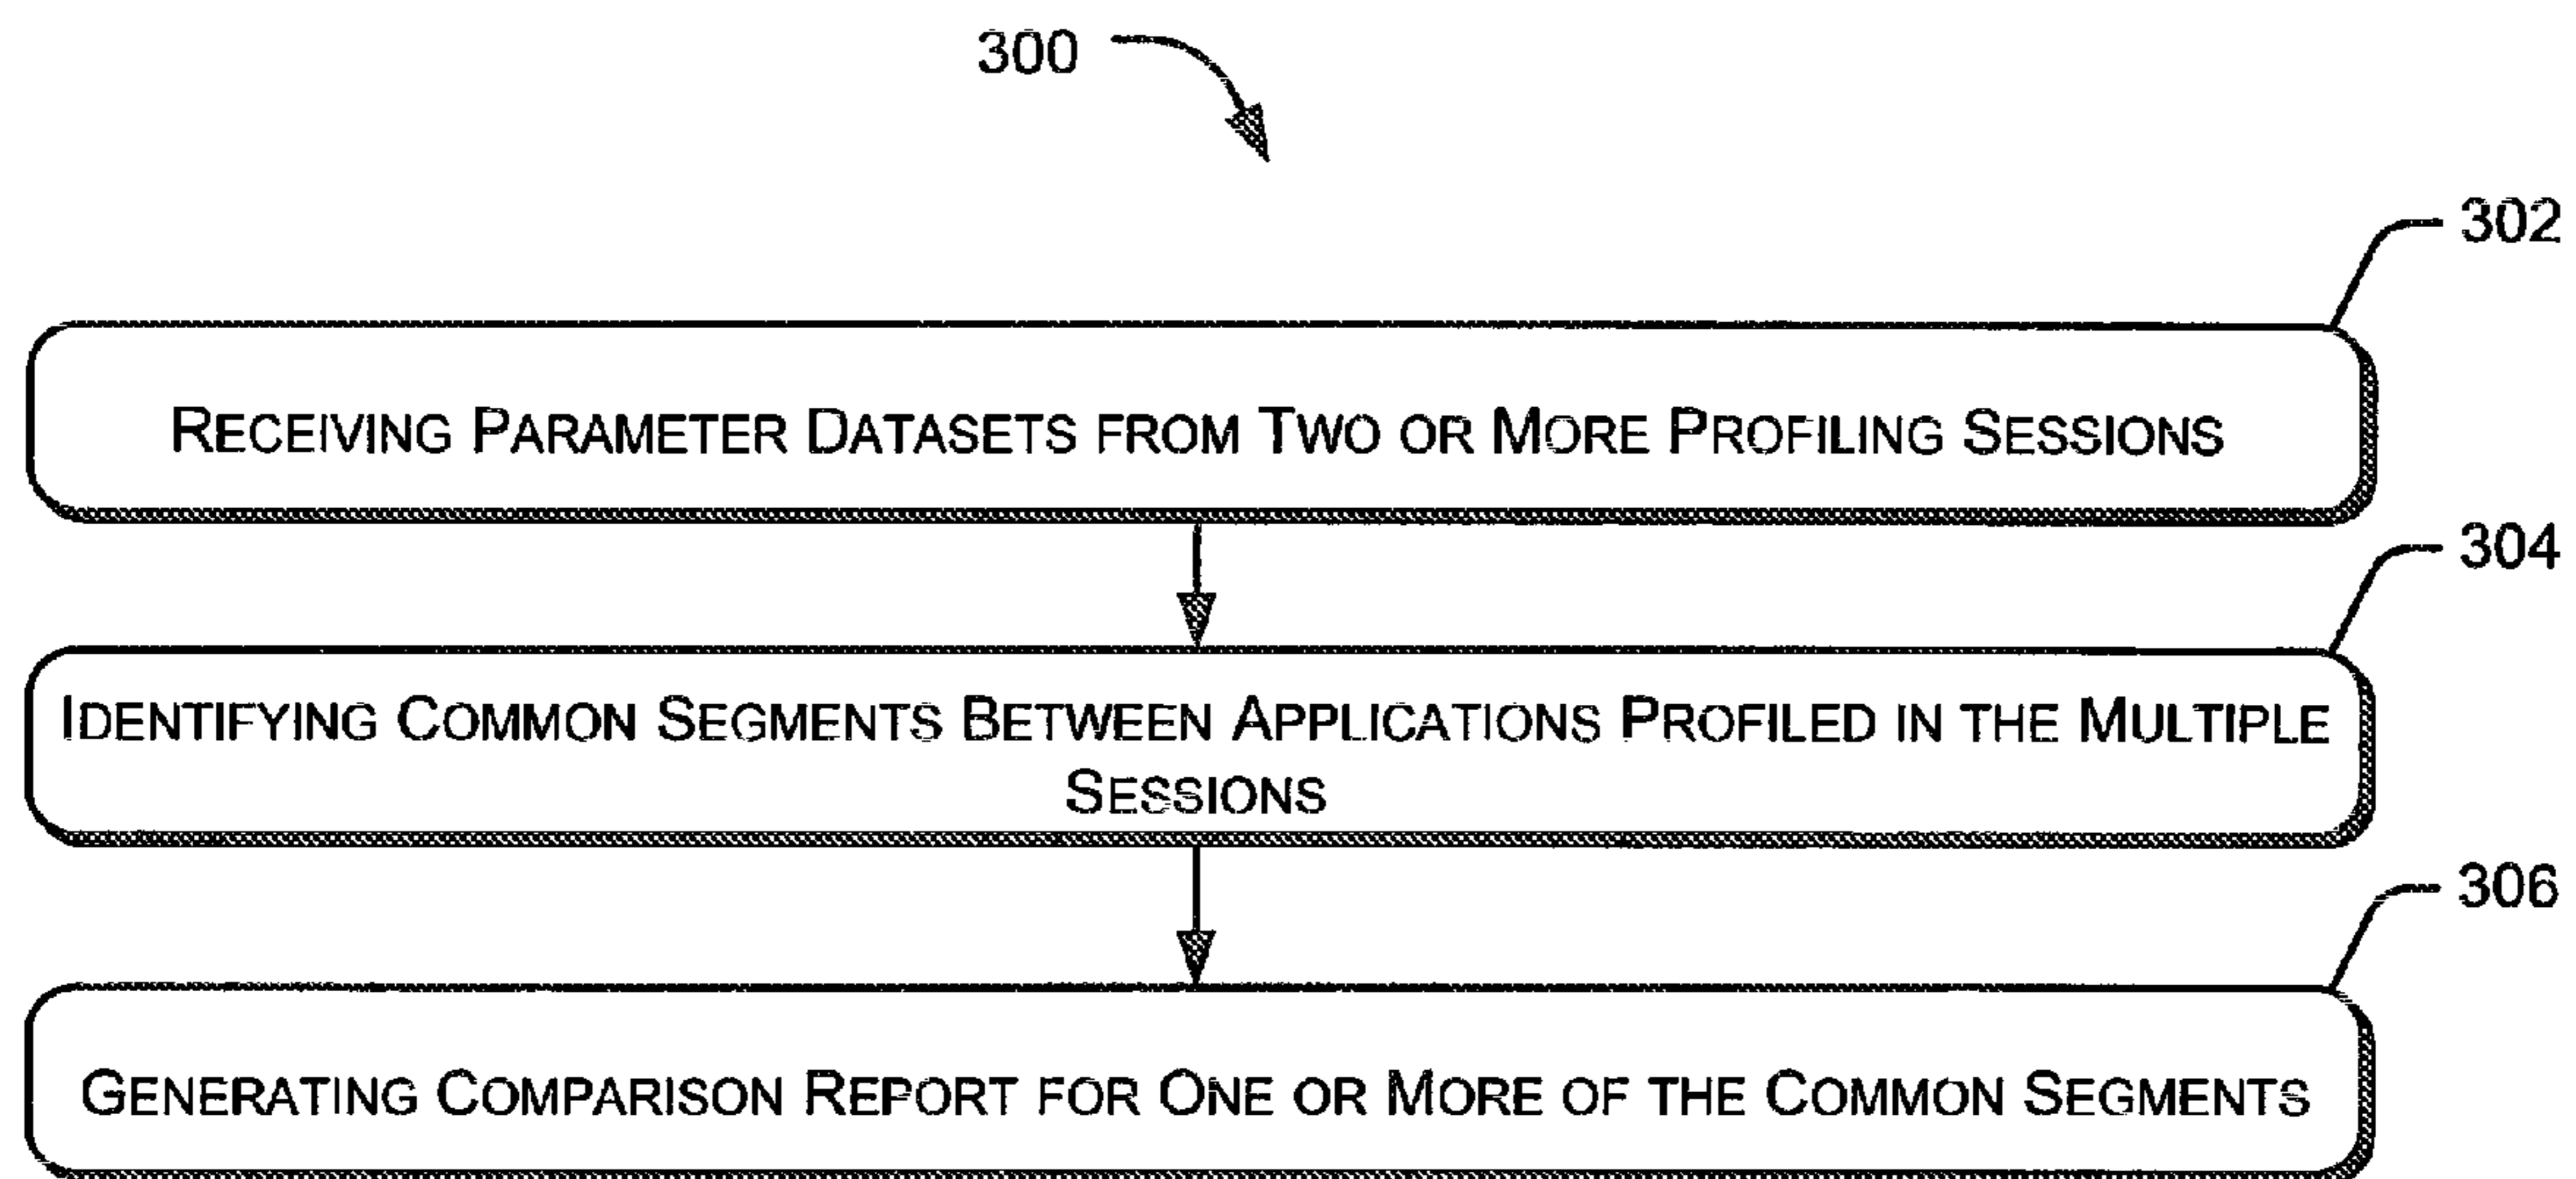 300
302
RECEIVING PARAMETER DATASETS FROM TWO OR MORE PROFILING SESSIONS
304
IDENTIFYING COMMON SEGMENTS BETWEEN APPLICATIONS PROFILED IN THE MULTIPLE
SESSIONS
306
GENERATING COMPARISON REPORT FOR ONE OR MORE OF THE COMMON SEGMENTS